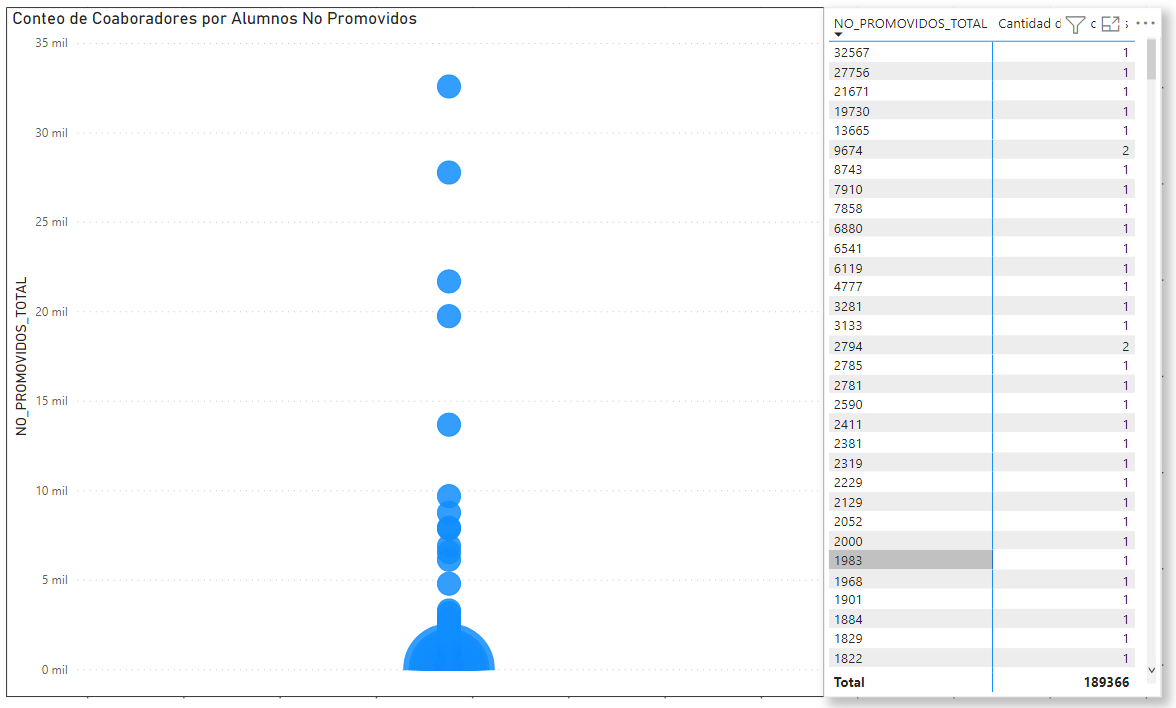 Conteo de Coaboradores por Alumnos No Promovidos
NO_PROMOVIDOS_TOTAL
35 mil
30 mil
25 mil
20 mil
15 mil
10 mil
5 mil
0 mil
NO_PROMOVIDOS_TOTAL Cantidad d c s
32567 1
27756 1
21671 1
19730 1
13665 1
9674 2
8743 1
7910 1
7858 1
6880 1
6541 1
6119 1
4777 1
3281 1
3133 1
2794 2
2785 1
2781 1
2590 1
2411 1
2381 1
2319 1
2229 1
2129 1
2052 1
2000 1
1983 1
1968 1
1901 1
1884 1
1829 1
1822 1
Total 189366